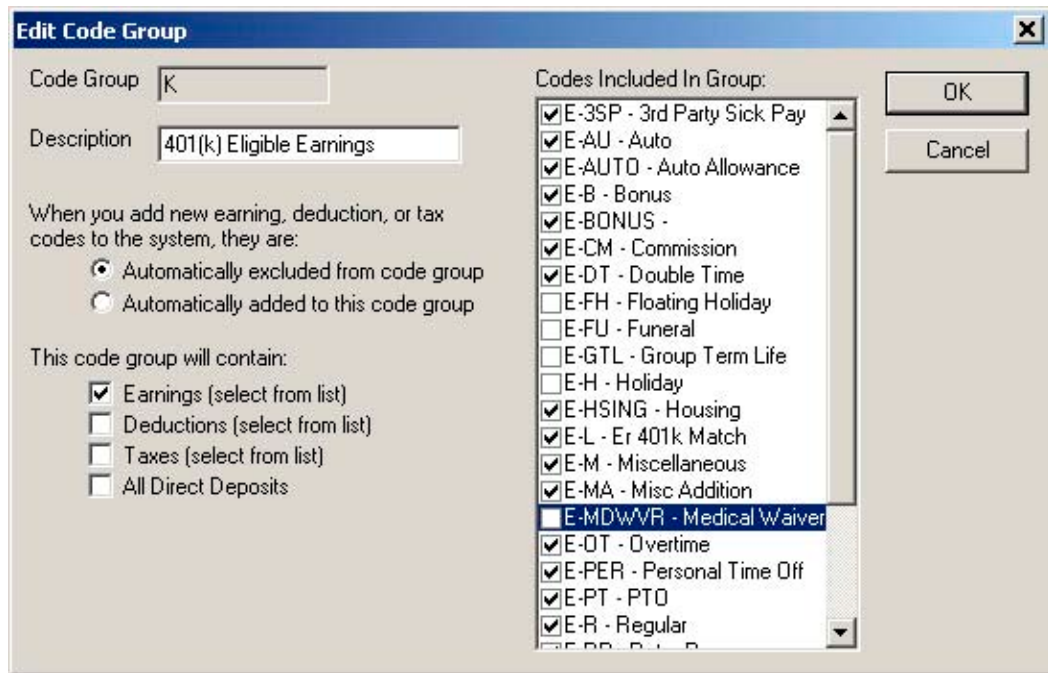 Edit Code Group
Code Group K
Description 401(k) Eligible Earnings
When you add new earning, deduction, or tax
codes to the system, they are:
Automatically excluded from code group
Automatically added to this code group
This code group will contain:
Earnings (select from list)
Deductions (select from list)
Taxes (select from list)
All Direct Deposits
Codes Included In Group:
E-3SP - 3rd Party Sick Pay
E-AU - Auto
E-AUTO - Auto Allowance
E-B - Bonus
E-BONUS -
E-CM - Commission
E-DT - Double Time
E-FH - Floating Holiday
E-FU - Funeral
E-GTL - Group Term Life
E-H - Holiday
E-HSING - Housing
E-L - Er 401k Match
E-M - Miscellaneous
E-MA - Misc Addition
E-MDWVR - Medical Waiver
E-OT - Overtime
E-PER - Personal Time Off
E-PT - PTO
E-R - Regular
OK
Cancel